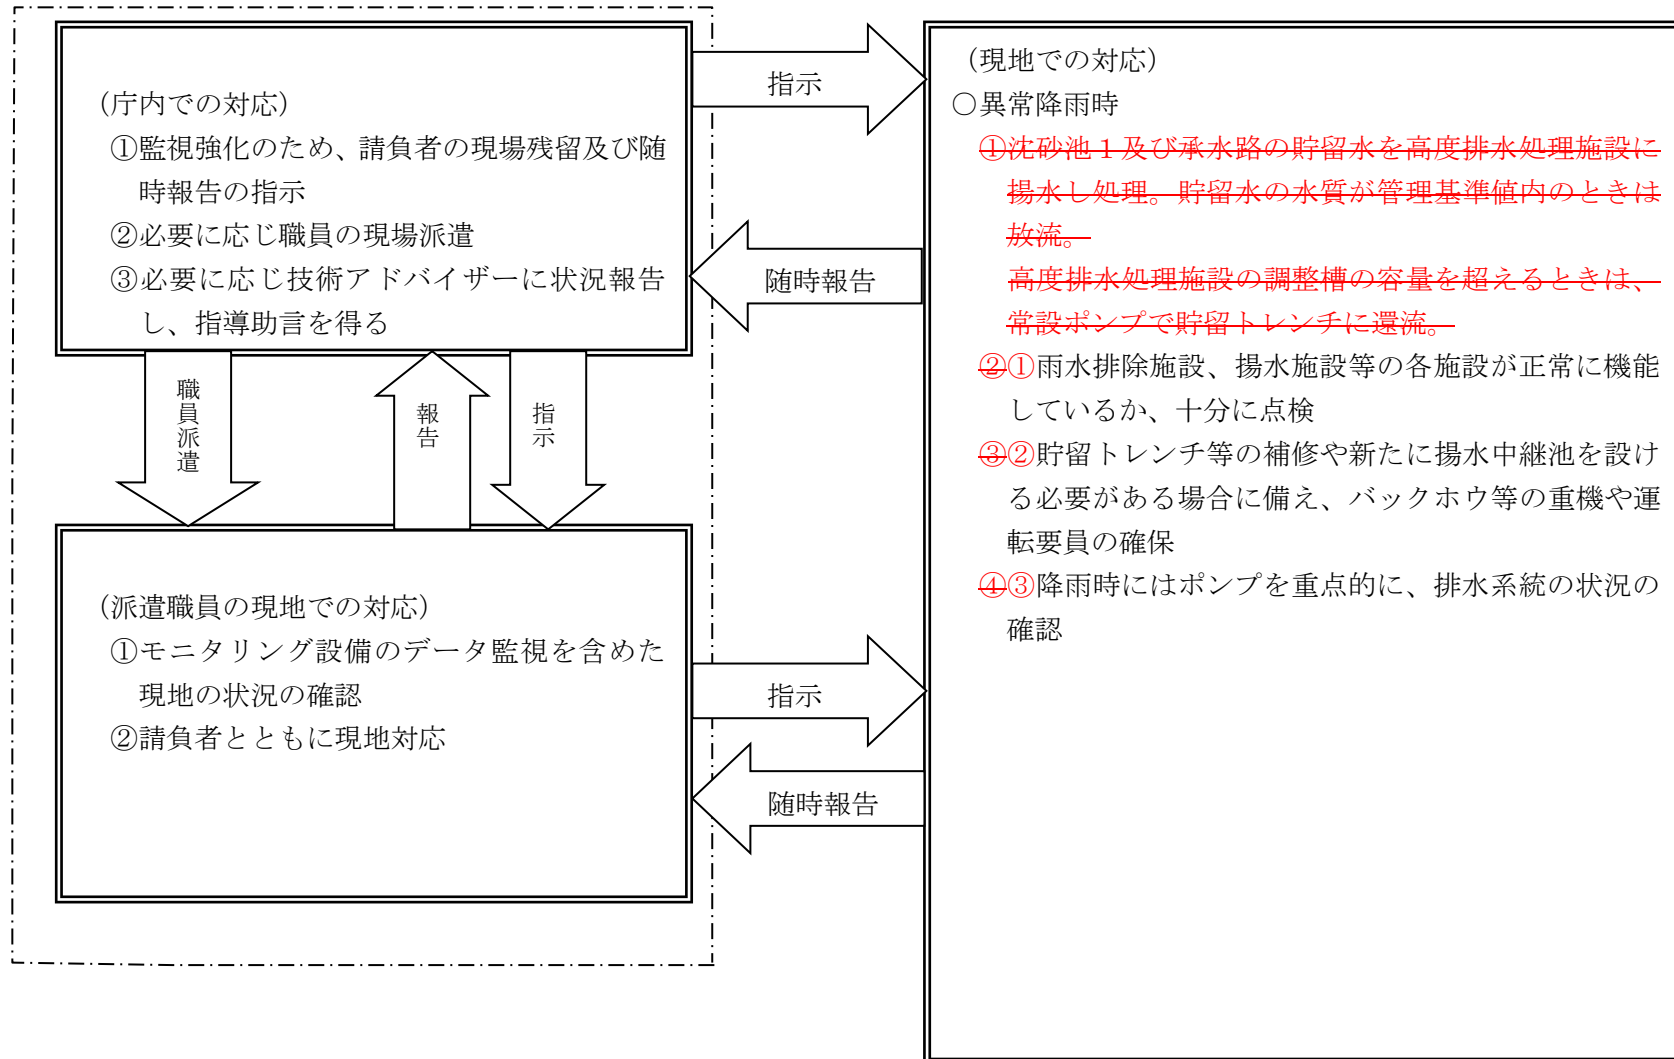 (庁内での対応)
①監視強化のため、請負者の現場残留及び随
時報告の指示
②必要に応じ職員の現場派遣
③必要に応じ技術アドバイザーに状況報告
し、指導助言を得る
指示
随時報告
職員派遣
報告
指示
(派遣職員の現地での対応)
①モニタリング設備のデータ監視を含めた
現地の状況の確認
②請負者とともに現地対応
指示
随時報告
(現地での対応)
○異常降雨時
①沈砂池1及び承水路の貯留水を高度排水処理施設に
揚水し処理。貯留水の水質が管理基準値内のときは
放流。
高度排水処理施設の調整槽の容量を超えるときは、
常設ポンプで貯留トレンチに還流。
②①雨水排除施設、揚水施設等の各施設が正常に機能
しているか、十分に点検
③②貯留トレンチ等の補修や新たに揚水中継池を設け
る必要がある場合に備え、バックホウ等の重機や運
転要員の確保
④③降雨時にはポンプを重点的に、排水系統の状況の
確認